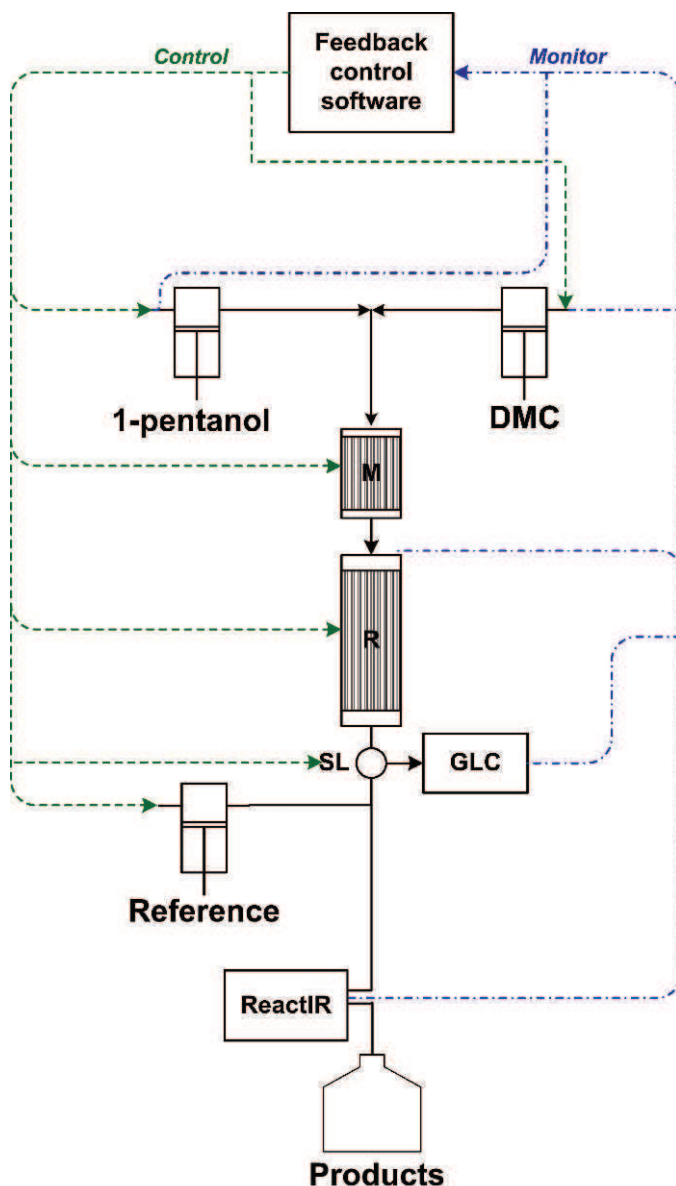 Control
Feedback
control
software
Monitor
1-pentanol
DMC
M
R
SL
GLC
Reference
ReactIR
Products